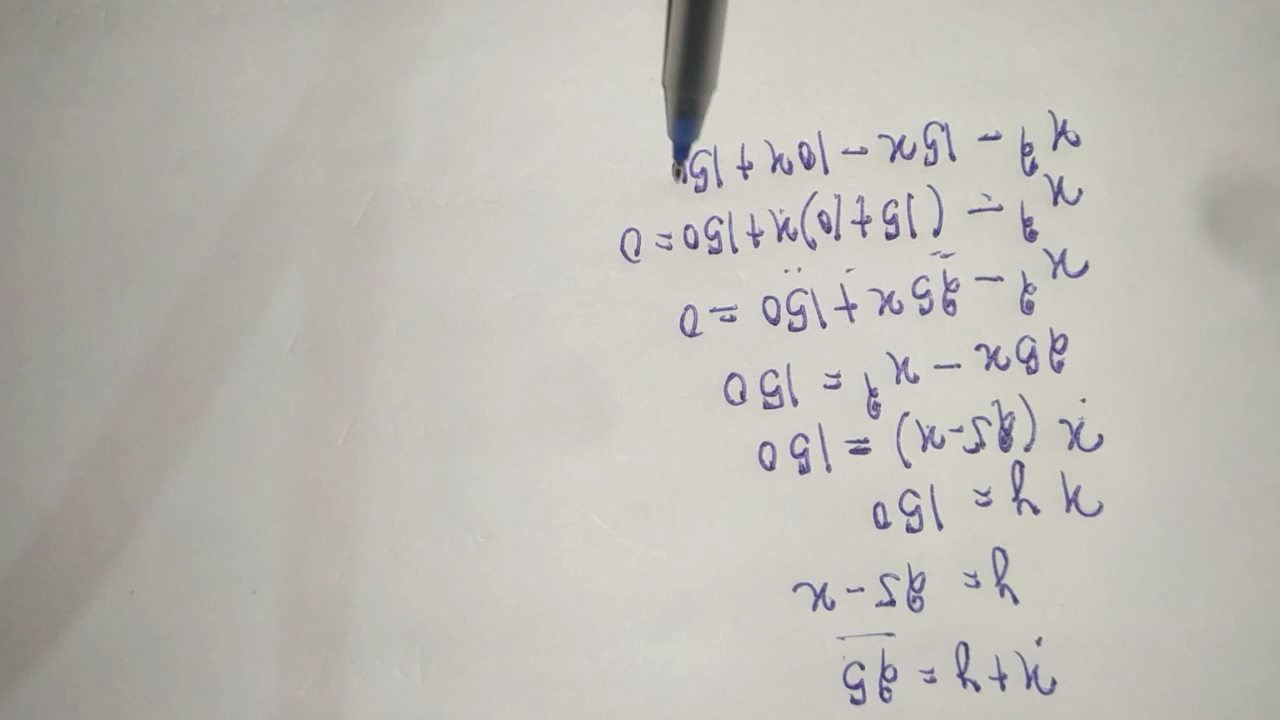 x+y=25
y=25-x
xy=150
x(25-x)=150
25x-x²=150
x²-25x+150=0
x²-(15+10)x+150=0
x²-15x-10x+15